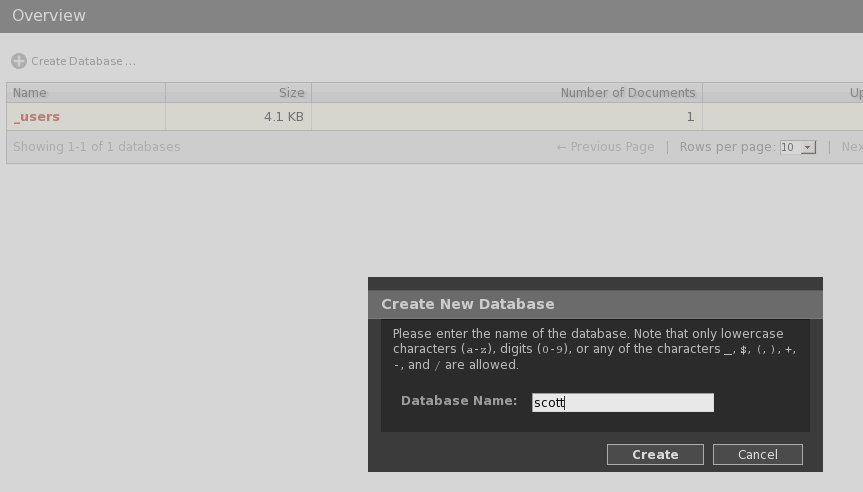 Overview
Create Database ...
Name Size Number of Documents
_users 4.1 KB 1
Showing 1-1 of 1 databases ← Previous Page | Rows per page: 10 |
Create New Database
Please enter the name of the database. Note that only lowercase
characters (a-z), digits (0-9), or any of the characters _, $, (, ), +,
-, and / are allowed.
Database Name: scott
Create Cancel